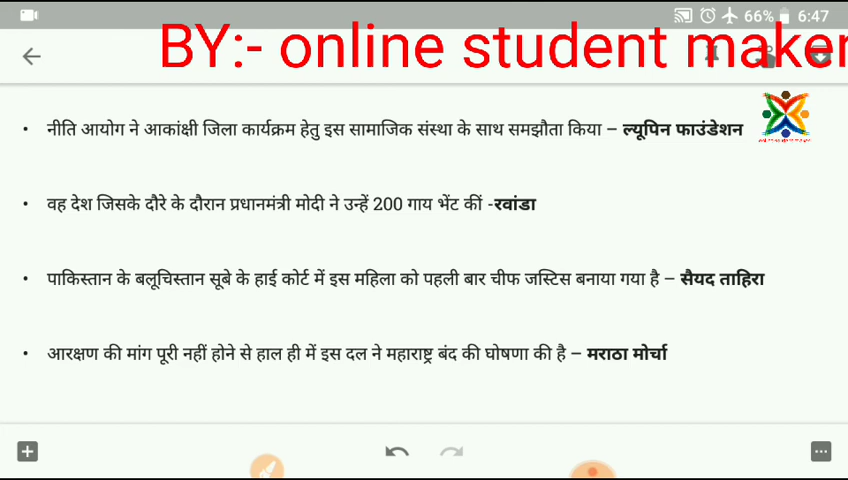 66% 6:47
BY:- online student maker
नीति आयोग ने आकांक्षी जिला कार्यक्रम हेतु इस सामाजिक संस्था के साथ समझौता किया – ल्यूपिन फाउंडेशन
वह देश जिसके दौरे के दौरान प्रधानमंत्री मोदी ने उन्हें 200 गाय भेंट कीं -रवांडा
पाकिस्तान के बलूचिस्तान सूबे के हाई कोर्ट में इस महिला को पहली बार चीफ जस्टिस बनाया गया है – सैयद ताहिरा
आरक्षण की मांग पूरी नहीं होने से हाल ही में इस दल ने महाराष्ट्र बंद की घोषणा की है – मराठा मोर्चा